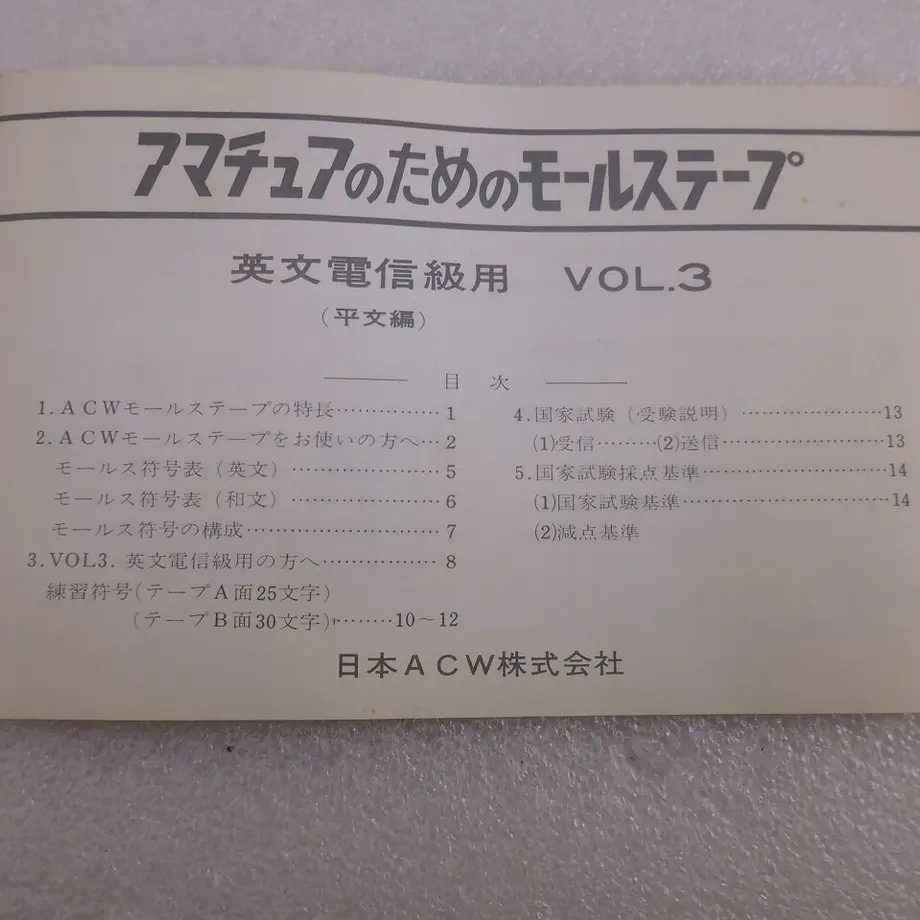 アマチュアのためのモールステープ
英文電信級用 VOL.3
(平文編)
目次
1.ACWモールステープの特長……………1
2.ACWモールステープをお使いの方へ…2
モールス符号表(英文)…………………5
モールス符号表(和文)…………………6
モールス符号の構成………………………7
3.VOL3. 英文電信級用の方へ………………8
練習符号(テープA面25文字)
(テープB面30文字)………10～12
4.国家試験(受験説明)…………………13
(1)受信………(2)送信…………………13
5.国家試験採点基準………………………14
(1)国家試験基準…………………………14
(2)減点基準
日本ACW株式会社